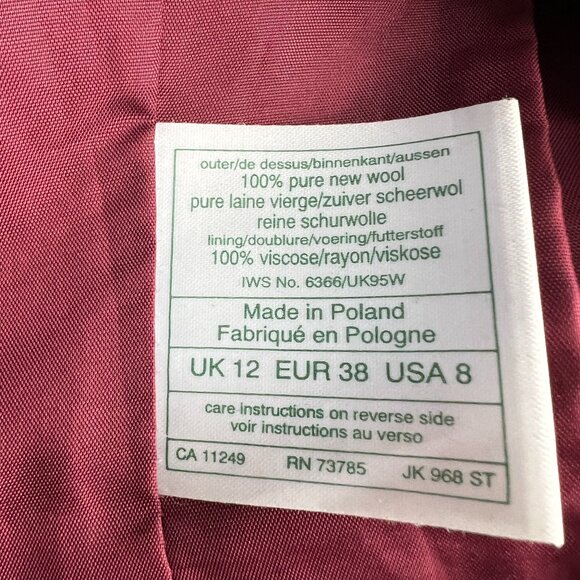 outer/de dessus/binnenkant/aussen
100% pure new wool
pure laine vierge/zuiver scheerwol
reine schurwolle
lining/doublure/voering/futterstoff
100% viscose/rayon/viskose
IWS No. 6366/UK95W
Made in Poland
Fabriqué en Pologne
UK 12 EUR 38 USA 8
care instructions on reverse side
voir instructions au verso
CA 11249 RN 73785 JK 968 ST